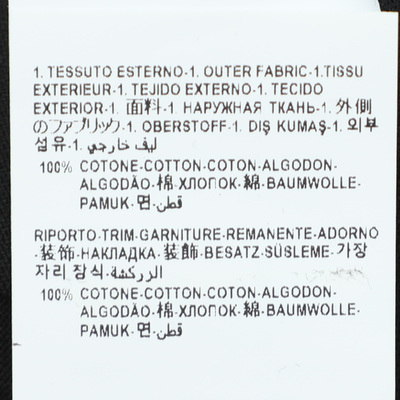 1. TESSUTO ESTERNO-1. OUTER FABRIC-1.TISSU
EXTERIEUR-1. TEJIDO EXTERNO-1. TECIDO
EXTERIOR-1. 面料-1 НАРУЖНАЯ ТКАНЬ-1. 外側
のファブリック-1. OBERSTOFF-1. DIŞ KUMAŞ-1. 외부
섬유-1. ليف خارجي
100% COTONE-COTTON-COTON-ALGODON-
ALGODÃO-棉-ХЛОПОК-綿-BAUMWOLLE-
PAMUK-면-قطن
RIPORTO-TRIM-GARNITURE-REMANENTE-ADORNO
-装饰-НАКЛАДКА-装飾-BESATZ-SÜSLEME-가장
자리 장식-الزركشة
100% COTONE-COTTON-COTON-ALGODON-
ALGODÃO-棉-ХЛОПОК-綿-BAUMWOLLE-
PAMUK-면-قطن